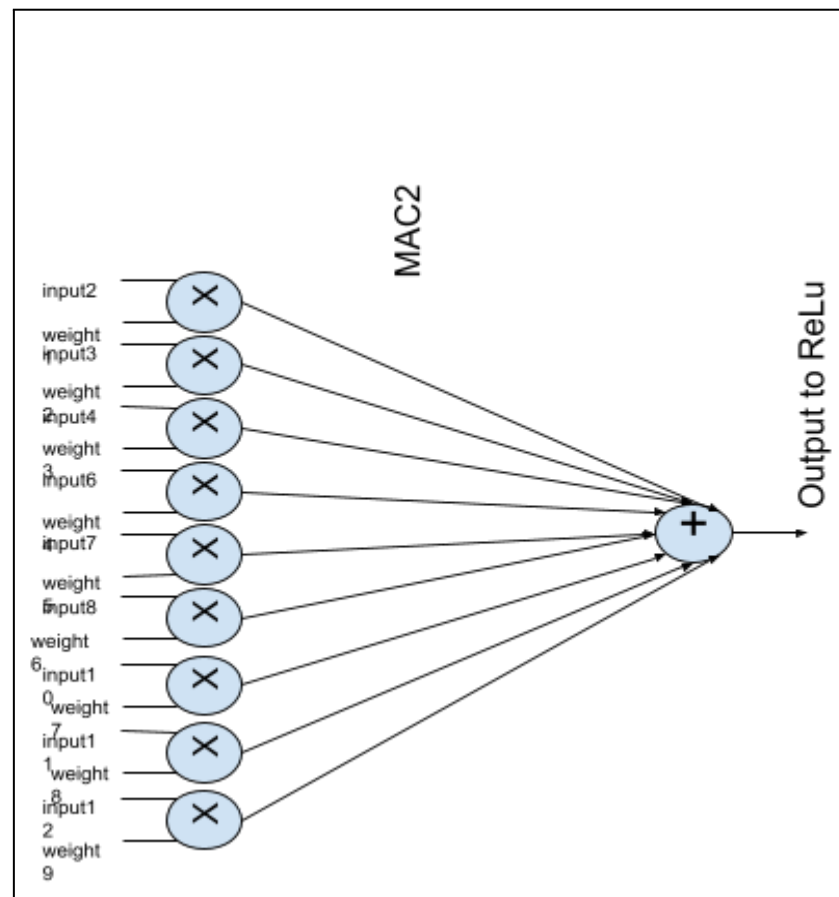 MAC2
Output to ReLu
input2
×
weight
1
input3
×
weight
2
input4
×
weight
3
input6
×
weight
4
input7
×
weight
5
input8
×
weight
6
input1
0
×
weight
7
input1
1
×
weight
8
input1
2
×
weight
9
+